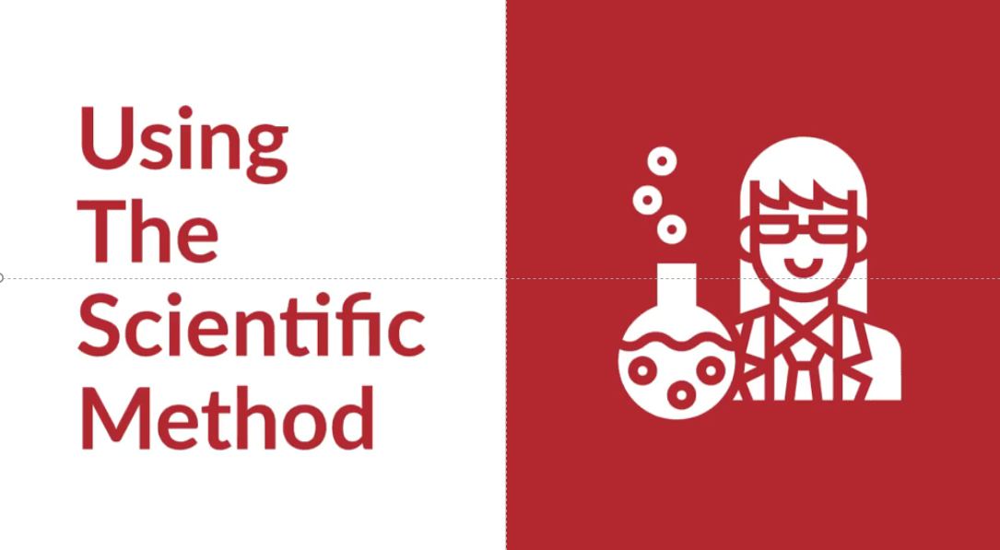 Using
The
Scientific
Method